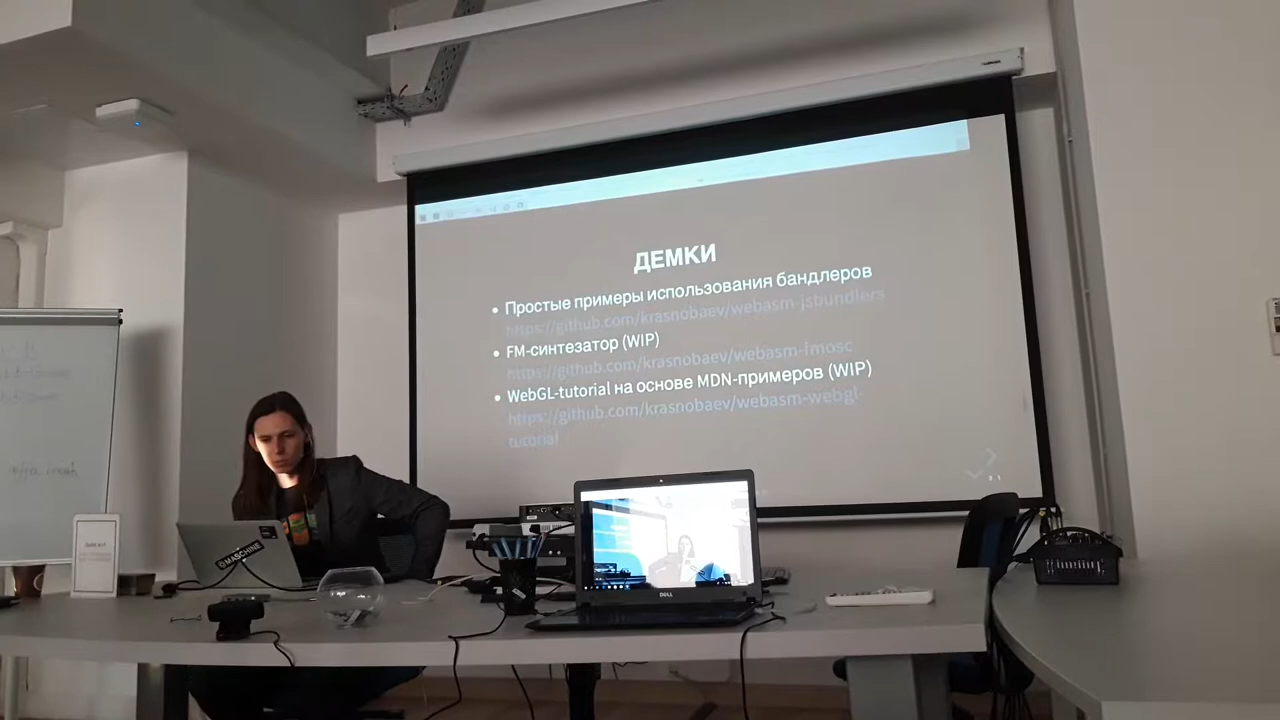 ДЕМКИ
• Простые примеры использования бандлеров
https://github.com/krasnobaev/webasm-jsbundlers
• FM-синтезатор (WIP)
https://github.com/krasnobaev/webasm-fmosc
• WebGL-tutorial на основе MDN-примеров (WIP)
https://github.com/krasnobaev/webasm-webgl-
tutorial
MASCHINE
DELL